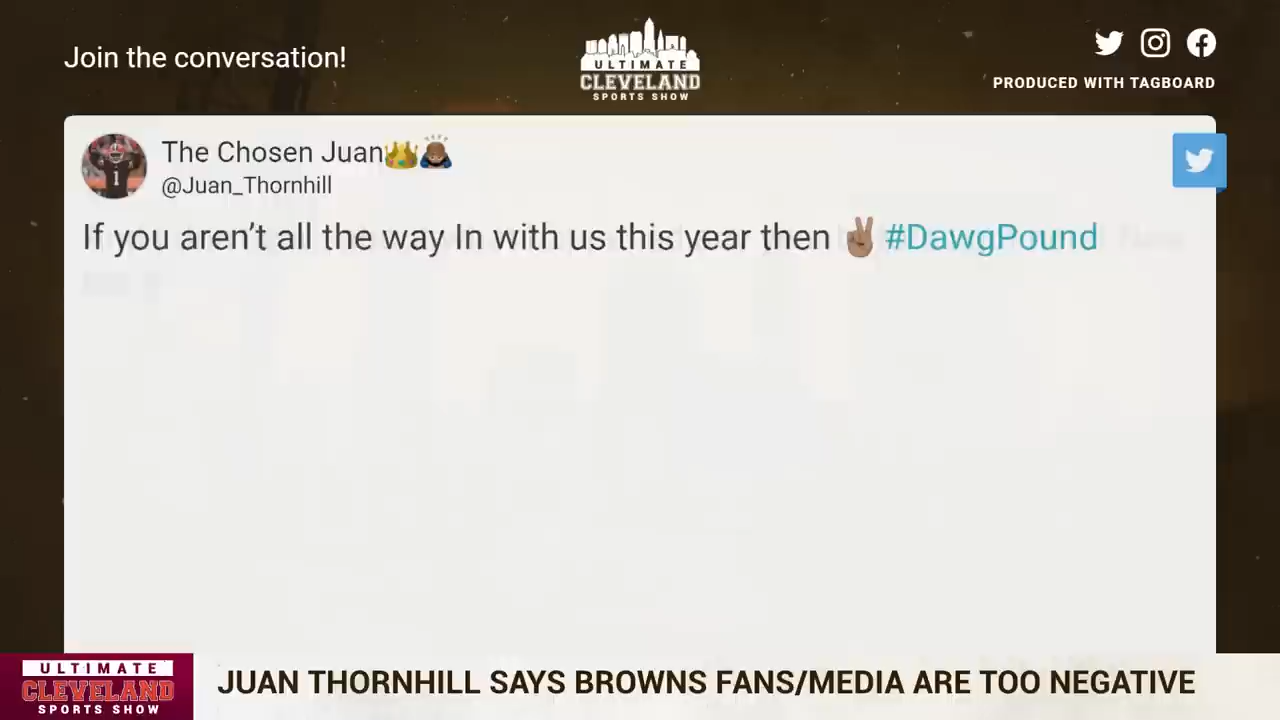 Join the conversation!
ULTIMATE
CLEVELAND
SPORTS SHOW
PRODUCED WITH TAGBOARD
The Chosen Juan👑🙇🏾
@Juan_Thornhill
1
If you aren’t all the way In with us this year then ✌🏽 #DawgPound
ULTIMATE
CLEVELAND
SPORTS SHOW
JUAN THORNHILL SAYS BROWNS FANS/MEDIA ARE TOO NEGATIVE